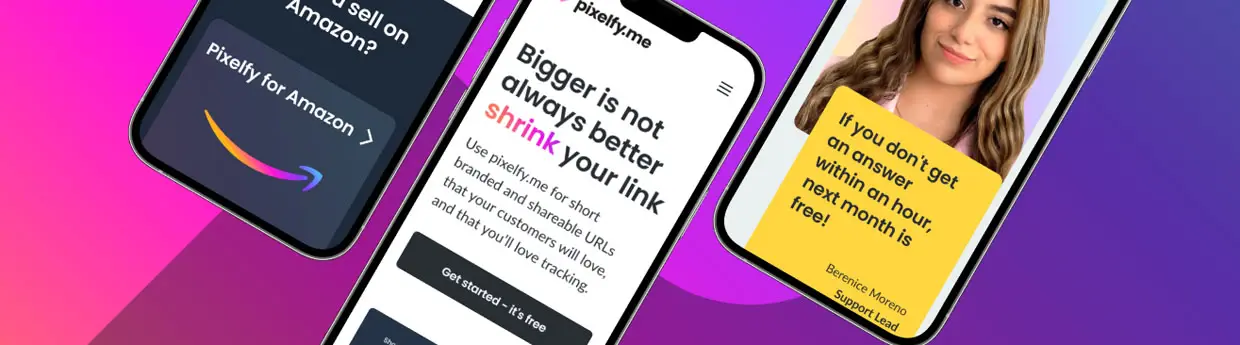 sell on
Amazon?
Pixelfy for Amazon
pixelfy.me
Bigger is not
always better
shrink your link
Use pixelfy.me for short
branded and shareable URLs
that your customers will love,
and that you'll love tracking.
Get started - it's free
If you don't get
an answer
within an hour,
next month is
free!
Berenice Moreno
Support Lead